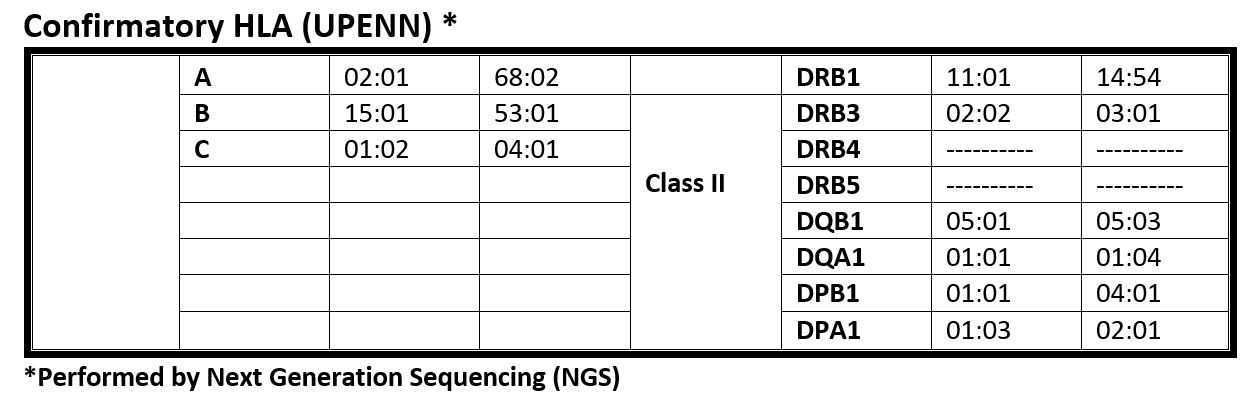 Confirmatory HLA (UPENN) *
A 02:01 68:02 DRB1 11:01 14:54
B 15:01 53:01 DRB3 02:02 03:01
C 01:02 04:01 DRB4 ---------- ----------
Class II DRB5 ---------- ----------
DQB1 05:01 05:03
DQA1 01:01 01:04
DPB1 01:01 04:01
DPA1 01:03 02:01
*Performed by Next Generation Sequencing (NGS)